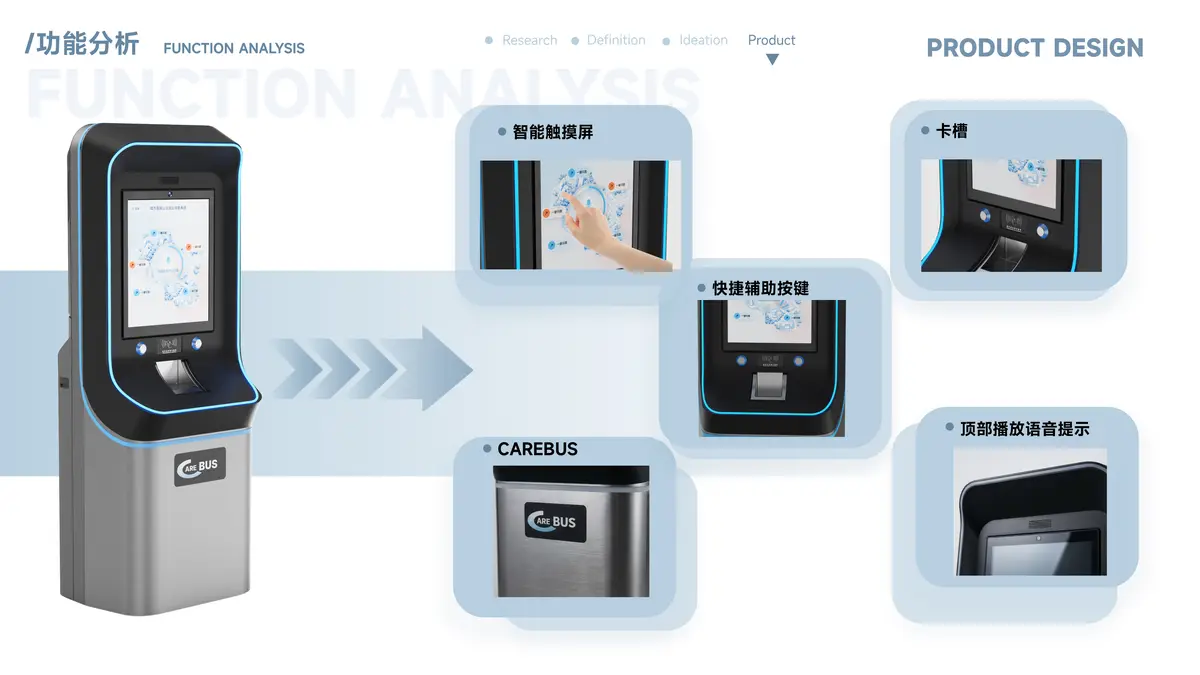 /功能分析
FUNCTION ANALYSIS
Research
Definition
Ideation
Product
PRODUCT DESIGN
FUNCTION ANALYSIS
智能触摸屏
卡槽
快捷辅助按键
CAREBUS
CARE BUS
顶部播放语音提示
CARE BUS